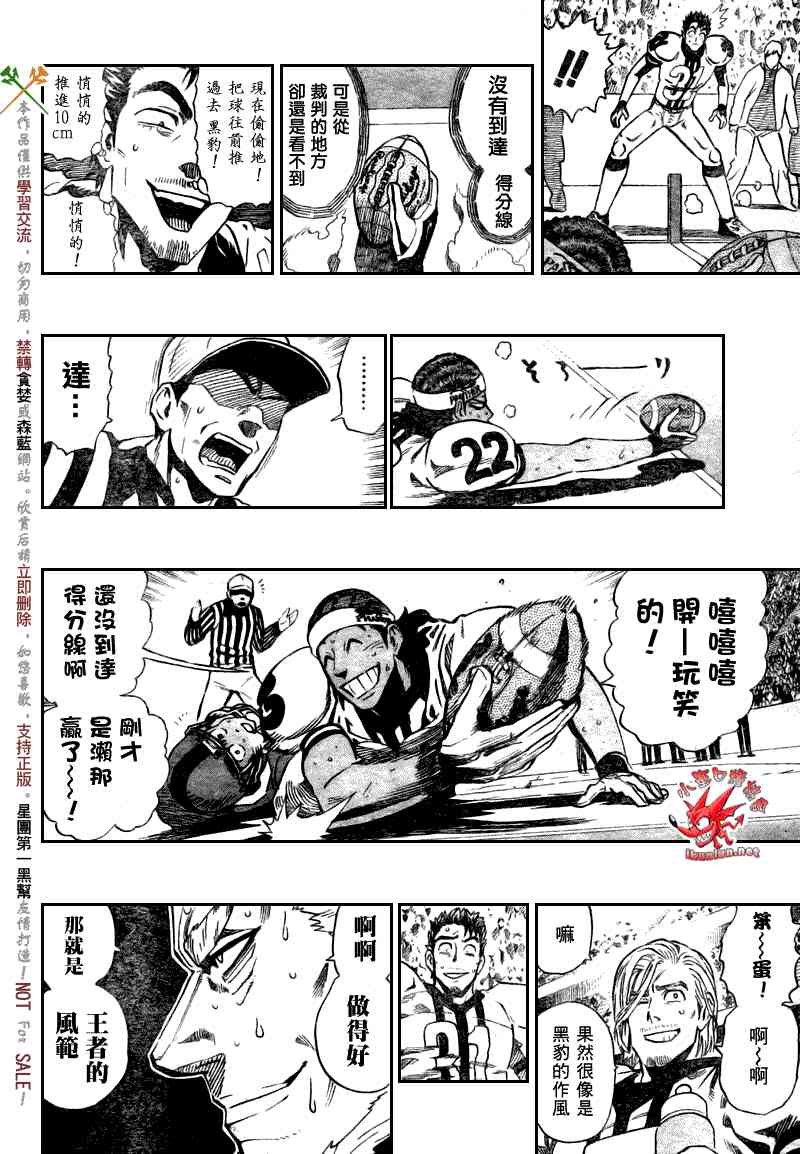 !!
沒有到達
得分線
可是從
裁判的地方
卻還是看不到
現在偷偷地!
把球往前推
過去 黑豹!
悄悄的
推進10
cm
悄悄的!
そろーーり
22
………
達…
嘻嘻嘻
開—玩笑
的!
還沒到達
得分線啊
剛才
是瀨那
贏了~~!
笨~蛋!
啊~啊
嘛
果然很像是
黑豹的作風
啊啊
做得好
那就是
王者的
風範
本作品僅供學習交流,切勿商用,禁轉貪婪或森藍網站。欣賞后請立即刪除,如您喜歡,支持正版。星團第一黑幫友情打造!NOT For SALE!
ikunlun.net